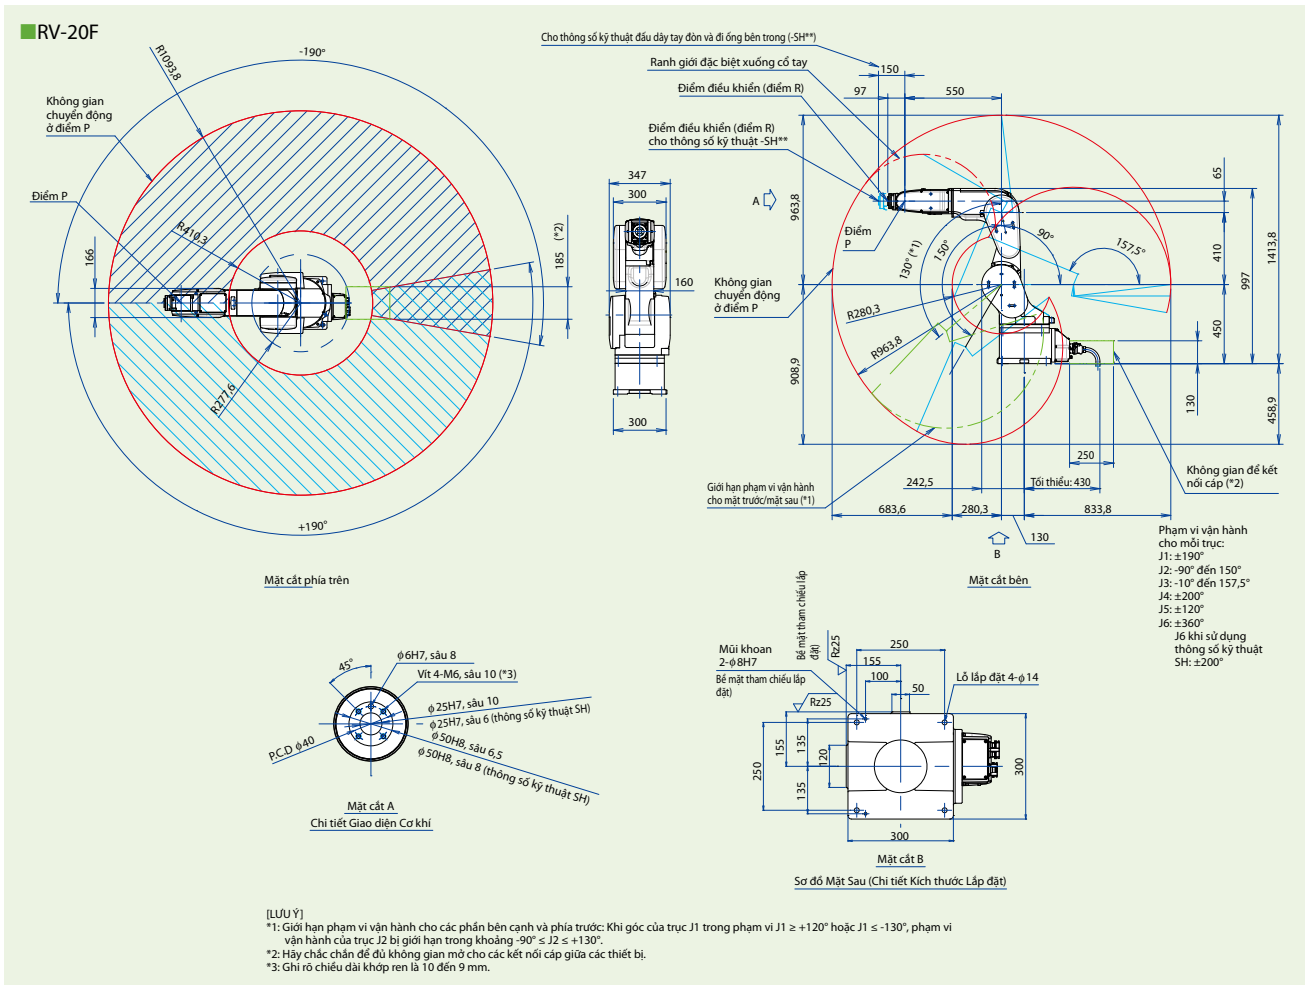 RV-20F
-190°
R1093,8
Không gian
chuyển động
ở điểm P
Điểm P
R410,3
166
185 (*2)
R277,6
+190°
Mặt cắt phía trên
347
300
160
300
Cho thông số kỹ thuật đấu dây tay đòn và đi ống bên trong (-SH**)
Ranh giới đặc biệt xuống cổ tay
150
Điểm điều khiển (điểm R)
97
550
Điểm điều khiển (điểm R)
cho thông số kỹ thuật -SH**
A
963,8
65
Điểm
P
130° (*1)
150°
90°
157,5°
410
997
1413,8
Không gian
chuyển động
ở điểm P
R280,3
R963,8
450
908,9
130
458,9
250
Không gian để kết
nối cáp (*2)
Giới hạn phạm vi vận hành
cho mặt trước/mặt sau (*1)
242,5
Tối thiểu: 430
683,6
280,3
833,8
130
B
Mặt cắt bên
Phạm vi vận hành
cho mỗi trục:
J1: ±190°
J2: -90° đến 150°
J3: -10° đến 157,5°
J4: ±200°
J5: ±120°
J6: ±360°
J6 khi sử dụng
thông số kỹ thuật
SH: ±200°
45°
ϕ6H7, sâu 8
Vít 4-M6, sâu 10 (*3)
ϕ25H7, sâu 10
ϕ25H7, sâu 6 (thông số kỹ thuật SH)
ϕ50H8, sâu 6,5
ϕ50H8, sâu 8 (thông số kỹ thuật SH)
P.C.D ϕ40
Mặt cắt A
Chi tiết Giao diện Cơ khí
Bề mặt tham chiếu lắp
đặt)
Rz25
Mũi khoan
2-ϕ8H7
Bề mặt tham chiếu lắp
đặt)
Rz25
250
155
100
50
Lỗ lắp đặt 4-ϕ14
250
155
135
120
135
300
300
Mặt cắt B
Sơ đồ Mặt Sau (Chi tiết Kích thước Lắp đặt)
[LƯU Ý]
*1: Giới hạn phạm vi vận hành cho các phần bên cạnh và phía trước: Khi góc của trục J1 trong phạm vi J1 ≥ +120° hoặc J1 ≤ -130°, phạm vi
vận hành của trục J2 bị giới hạn trong khoảng -90° ≤ J2 ≤ +130°.
*2: Hãy chắc chắn để đủ không gian mở cho các kết nối cáp giữa các thiết bị.
*3: Ghi rõ chiều dài khớp ren là 10 đến 9 mm.